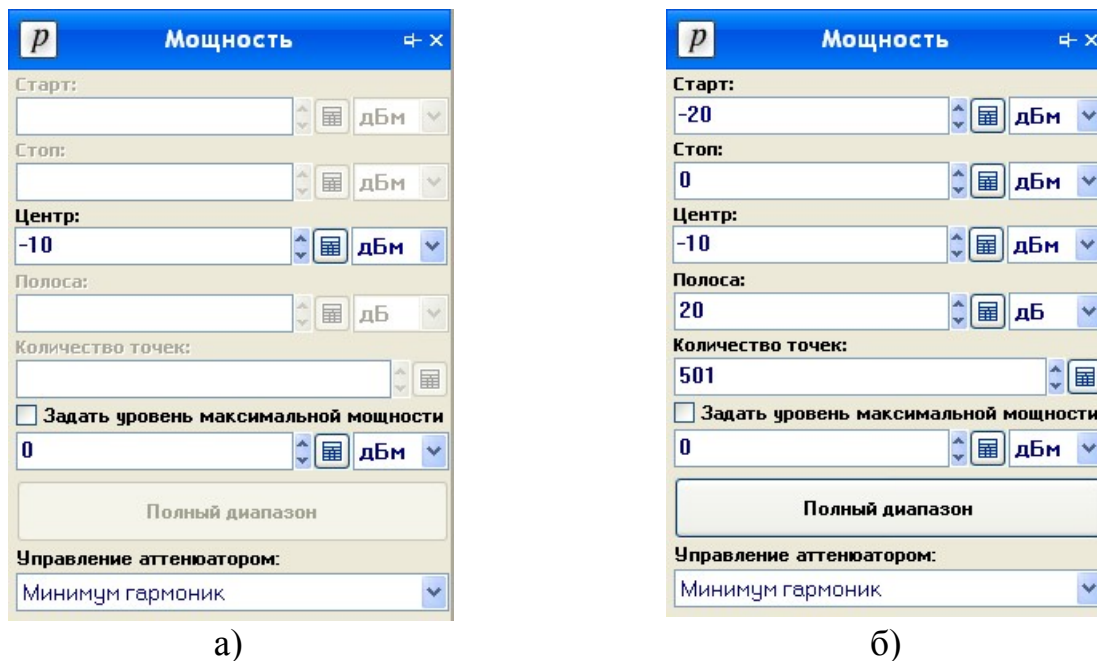 p Мощность
Старт:
дБм
Стоп:
дБм
Центр:
-10 дБм
Полоса:
дБ
Количество точек:
Задать уровень максимальной мощности
0 дБм
Полный диапазон
Управление аттенюатором:
Минимум гармоник
а)
p Мощность
Старт:
-20 дБм
Стоп:
0 дБм
Центр:
-10 дБм
Полоса:
20 дБ
Количество точек:
501
Задать уровень максимальной мощности
0 дБм
Полный диапазон
Управление аттенюатором:
Минимум гармоник
б)